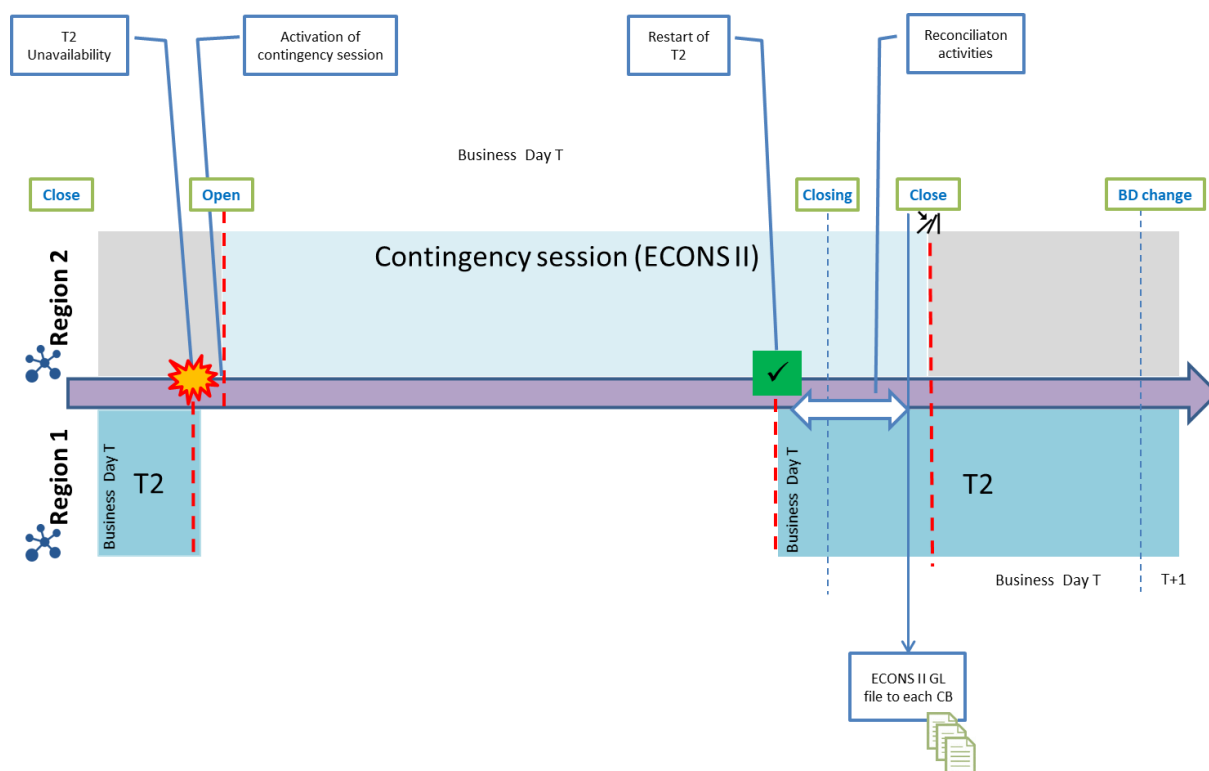 T2
Unavailability
Activation of
contingency session
Restart of
T2
Reconciliaton
activities
Business Day T
Close
Open
Closing
Close
BD change
Region 2
Contingency session (ECONS II)
Region 1
Business Day T
T2
Business Day T
T2
Business Day T
T+1
ECONS II GL
file to each CB